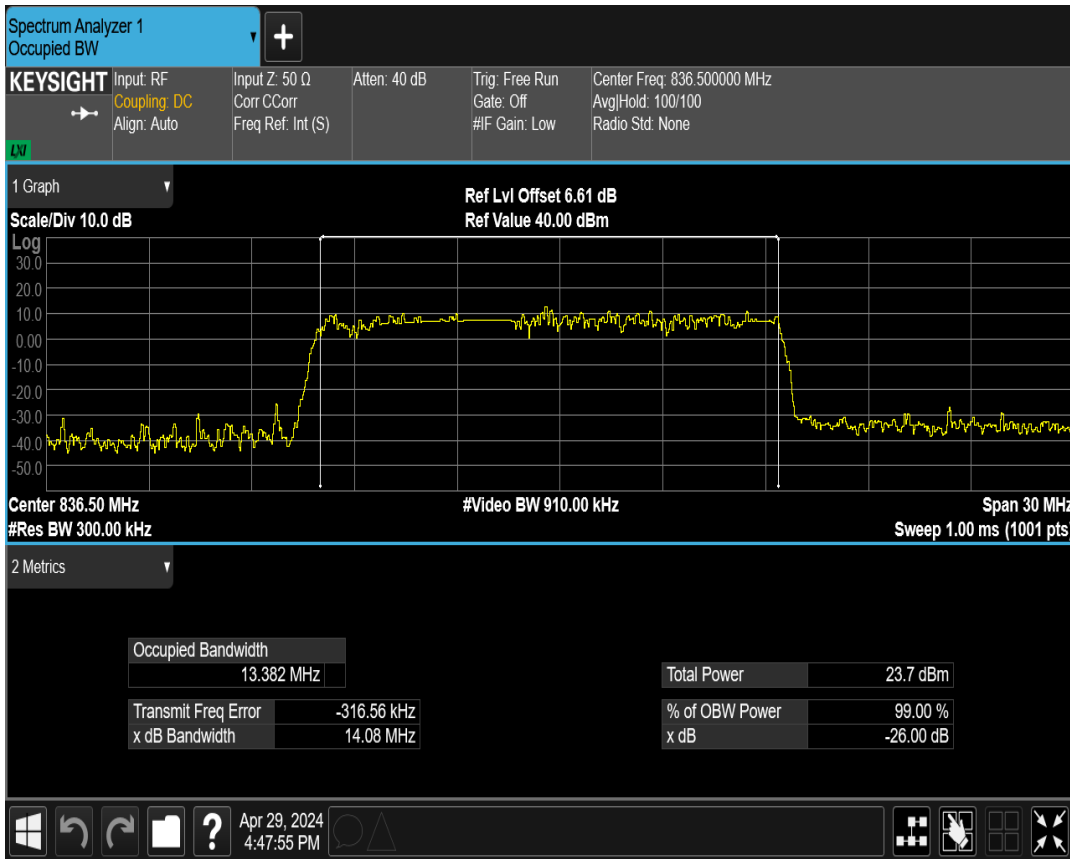 Spectrum Analyzer 1
Occupied BW
KEYSIGHT
LXI
Input: RF
Coupling: DC
Align: Auto
Input Z: 50 Ω
Corr CCorr
Freq Ref: Int (S)
Atten: 40 dB
Trig: Free Run
Gate: Off
#IF Gain: Low
Center Freq: 836.500000 MHz
Avg|Hold: 100/100
Radio Std: None
1 Graph
Scale/Div 10.0 dB
Ref Lvl Offset 6.61 dB
Ref Value 40.00 dBm
Log
30.0
20.0
10.0
0.00
-10.0
-20.0
-30.0
-40.0
-50.0
Center 836.50 MHz
#Video BW 910.00 kHz
Span 30 MHz
#Res BW 300.00 kHz
Sweep 1.00 ms (1001 pts)
2 Metrics
Occupied Bandwidth
13.382 MHz
Total Power 23.7 dBm
Transmit Freq Error -316.56 kHz
% of OBW Power 99.00 %
x dB Bandwidth 14.08 MHz
x dB -26.00 dB
?
Apr 29, 2024
4:47:55 PM